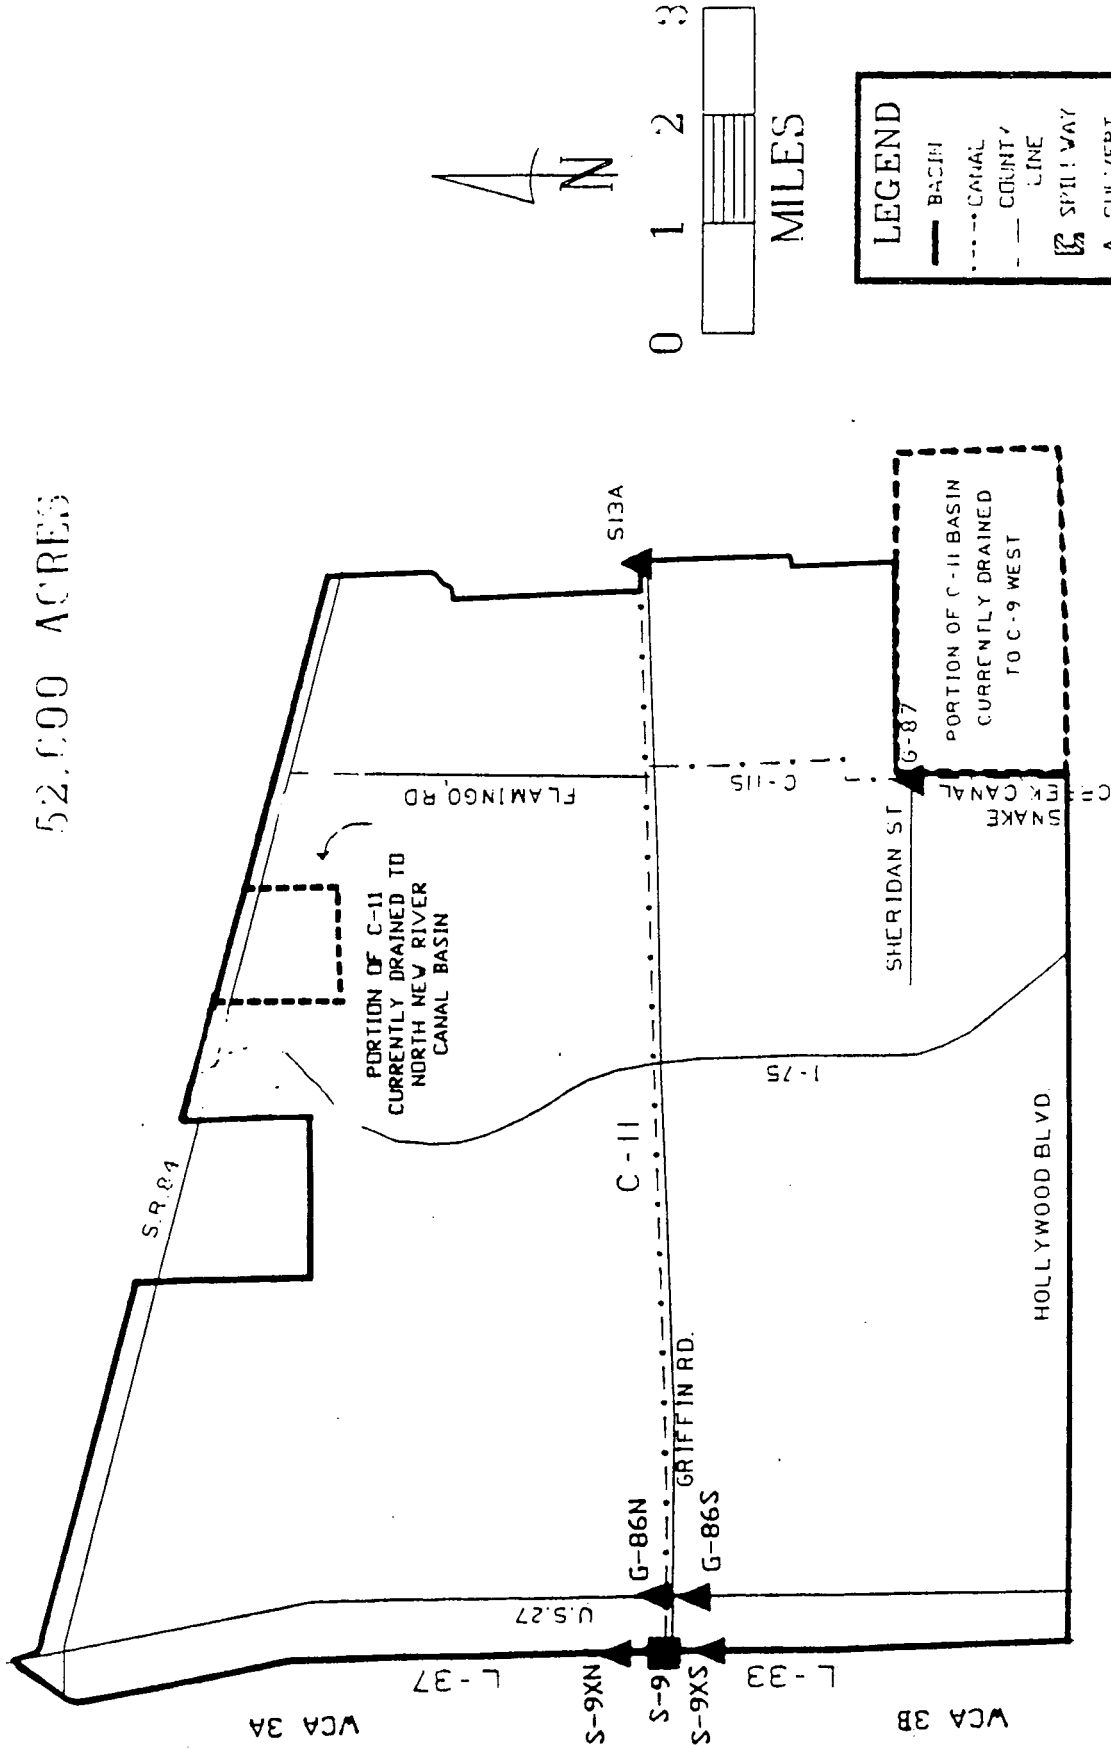 52,000 ACRES
S.R.84
PORTION OF C-11
CURRENTLY DRAINED TO
NORTH NEW RIVER
CANAL BASIN
FLAMINGO, RD
S13A
C-11
GRIFFIN RD.
C-11S
I-75
SHERIDAN ST
G-87
SNAKE
CREEK CANAL
PORTION OF C-11 BASIN
CURRENTLY DRAINED
TO C-9 WEST
HOLLYWOOD BLVD.
U.S.27
G-86N
G-86S
L-37
S-9XN
S-9
S-9XS
L-33
WCA 3A
WCA 3B
N
0 1 2 3
MILES
LEGEND
BASIN
CANAL
COUNTY
LINE
SPILLWAY
CULVERT